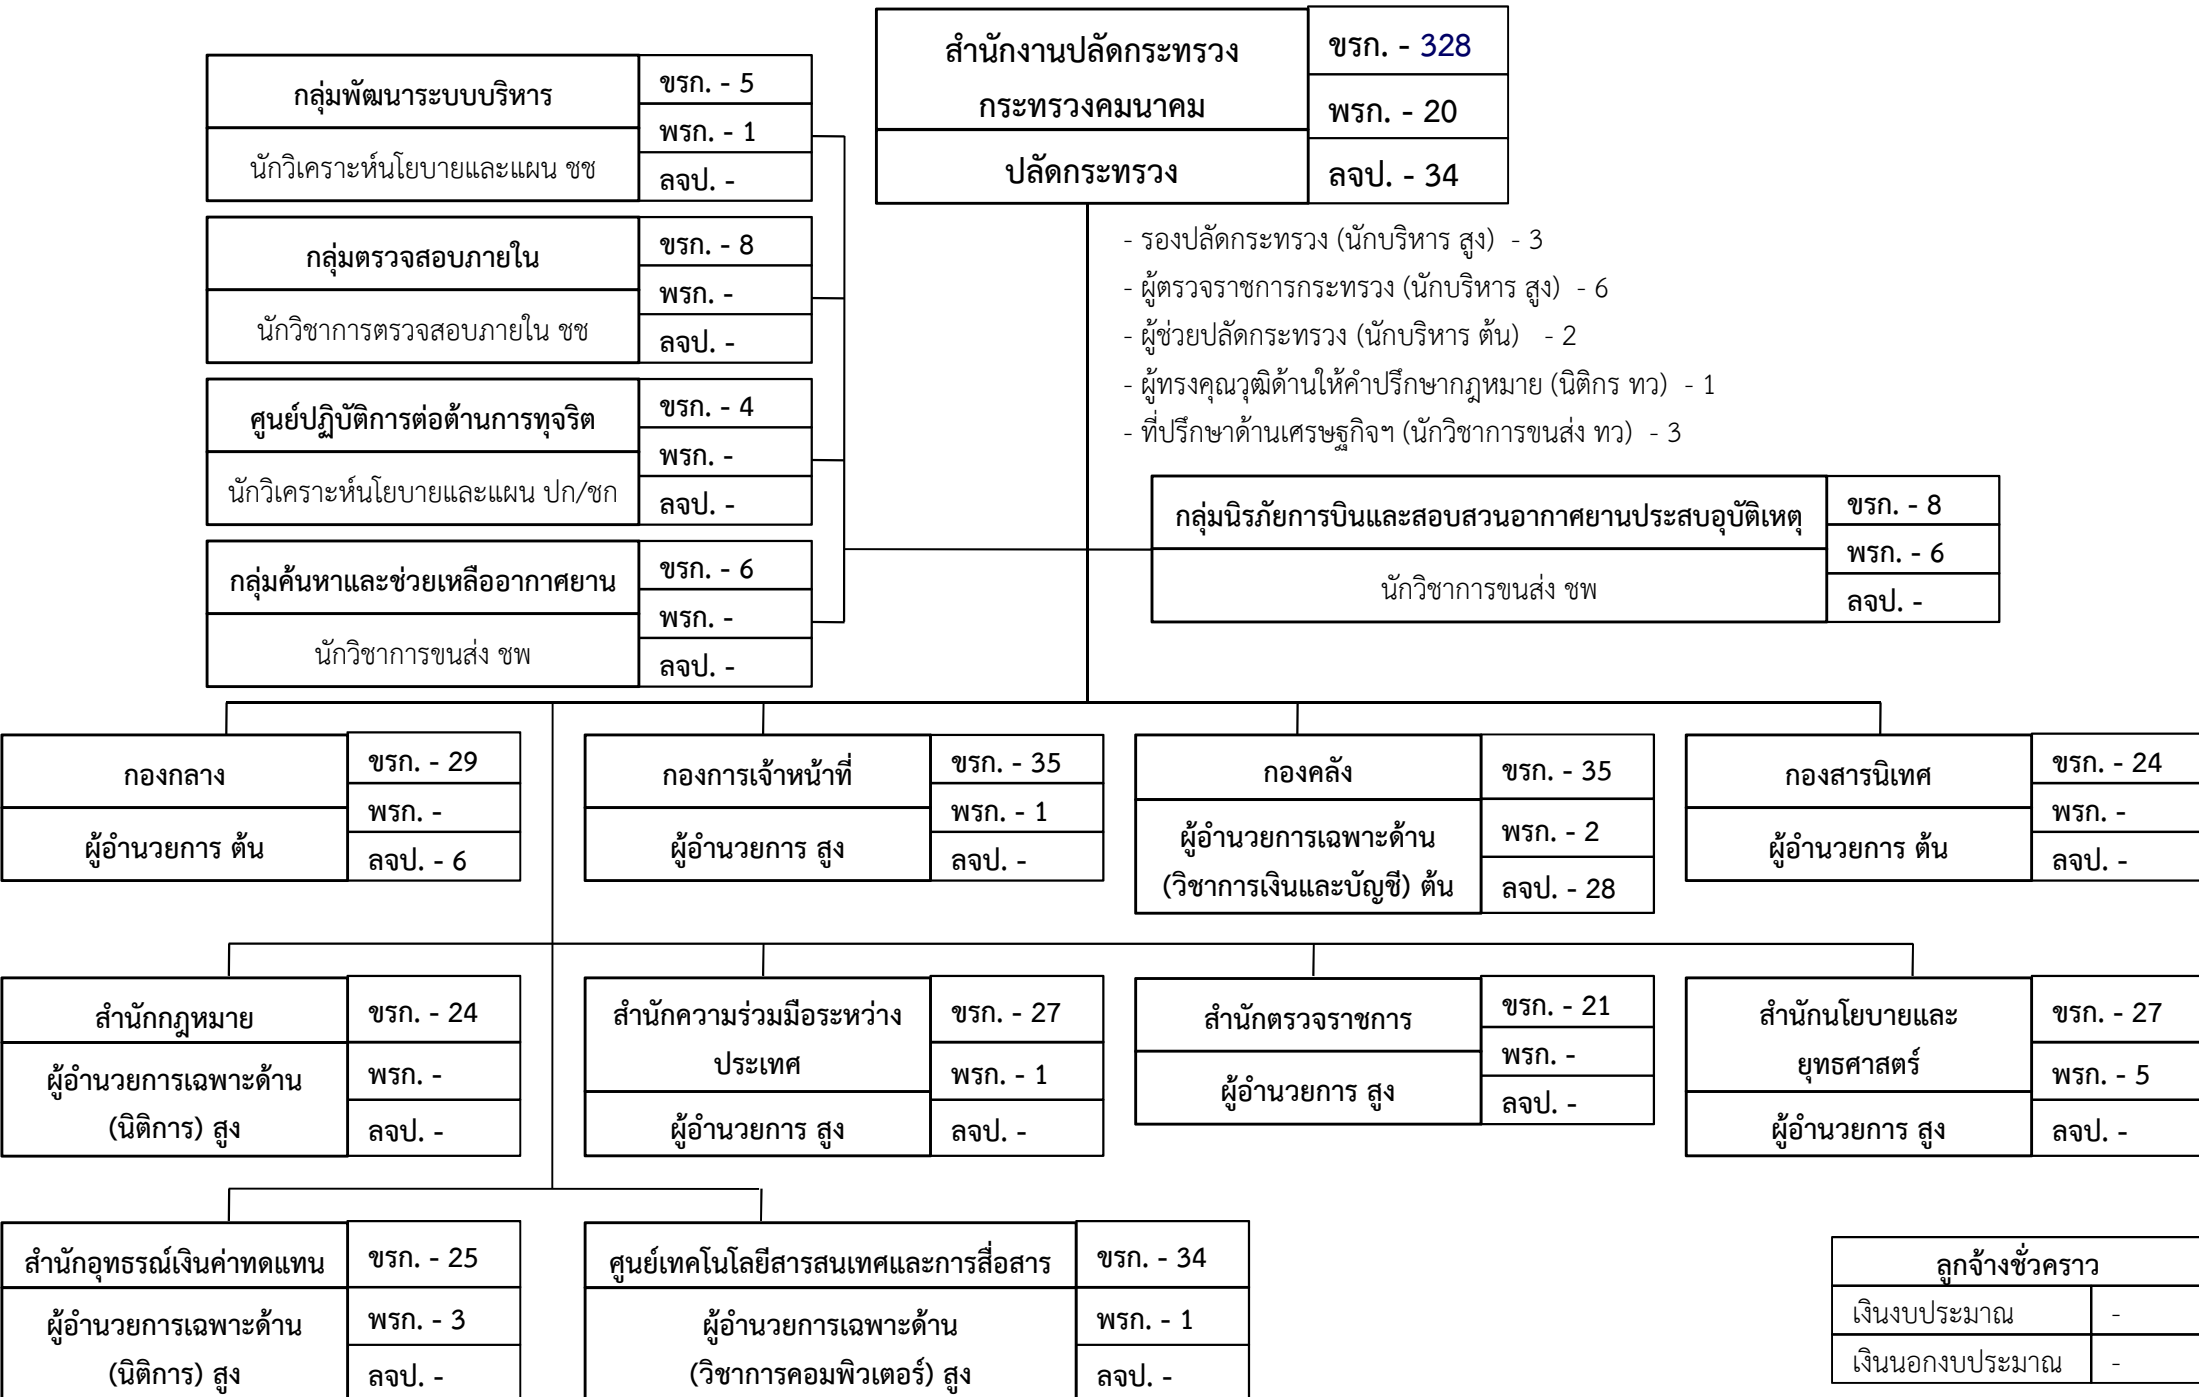 สำนักงานปลัดกระทรวง
กระทรวงคมนาคม
ปลัดกระทรวง
ขรก. - 328
พรก. - 20
ลจป. - 34
กลุ่มพัฒนาระบบบริหาร
นักวิเคราะห์นโยบายและแผน ชช
ขรก. - 5
พรก. - 1
ลจป. -
กลุ่มตรวจสอบภายใน
นักวิชาการตรวจสอบภายใน ชช
ขรก. - 8
พรก. -
ลจป. -
ศูนย์ปฏิบัติการต่อต้านการทุจริต
นักวิเคราะห์นโยบายและแผน ปก/ชก
ขรก. - 4
พรก. -
ลจป. -
กลุ่มค้นหาและช่วยเหลืออากาศยาน
นักวิชาการขนส่ง ชพ
ขรก. - 6
พรก. -
ลจป. -
- รองปลัดกระทรวง (นักบริหาร สูง) - 3
- ผู้ตรวจราชการกระทรวง (นักบริหาร สูง) - 6
- ผู้ช่วยปลัดกระทรวง (นักบริหาร ต้น) - 2
- ผู้ทรงคุณวุฒิด้านให้คำปรึกษากฎหมาย (นิติกร ทว) - 1
- ที่ปรึกษาด้านเศรษฐกิจฯ (นักวิชาการขนส่ง ทว) - 3
กลุ่มนิรภัยการบินและสอบสวนอากาศยานประสบอุบัติเหตุ
นักวิชาการขนส่ง ชพ
ขรก. - 8
พรก. - 6
ลจป. -
กองกลาง
ผู้อำนวยการ ต้น
ขรก. - 29
พรก. -
ลจป. - 6
กองการเจ้าหน้าที่
ผู้อำนวยการ สูง
ขรก. - 35
พรก. - 1
ลจป. -
กองคลัง
ผู้อำนวยการเฉพาะด้าน
(วิชาการเงินและบัญชี) ต้น
ขรก. - 35
พรก. - 2
ลจป. - 28
กองสารนิเทศ
ผู้อำนวยการ ต้น
ขรก. - 24
พรก. -
ลจป. -
สำนักกฎหมาย
ผู้อำนวยการเฉพาะด้าน
(นิติการ) สูง
ขรก. - 24
พรก. -
ลจป. -
สำนักความร่วมมือระหว่าง
ประเทศ
ผู้อำนวยการ สูง
ขรก. - 27
พรก. - 1
ลจป. -
สำนักตรวจราชการ
ผู้อำนวยการ สูง
ขรก. - 21
พรก. -
ลจป. -
สำนักนโยบายและ
ยุทธศาสตร์
ผู้อำนวยการ สูง
ขรก. - 27
พรก. - 5
ลจป. -
สำนักอุทธรณ์เงินค่าทดแทน
ผู้อำนวยการเฉพาะด้าน
(นิติการ) สูง
ขรก. - 25
พรก. - 3
ลจป. -
ศูนย์เทคโนโลยีสารสนเทศและการสื่อสาร
ผู้อำนวยการเฉพาะด้าน
(วิชาการคอมพิวเตอร์) สูง
ขรก. - 34
พรก. - 1
ลจป. -
ลูกจ้างชั่วคราว
เงินงบประมาณ -
เงินนอกงบประมาณ -